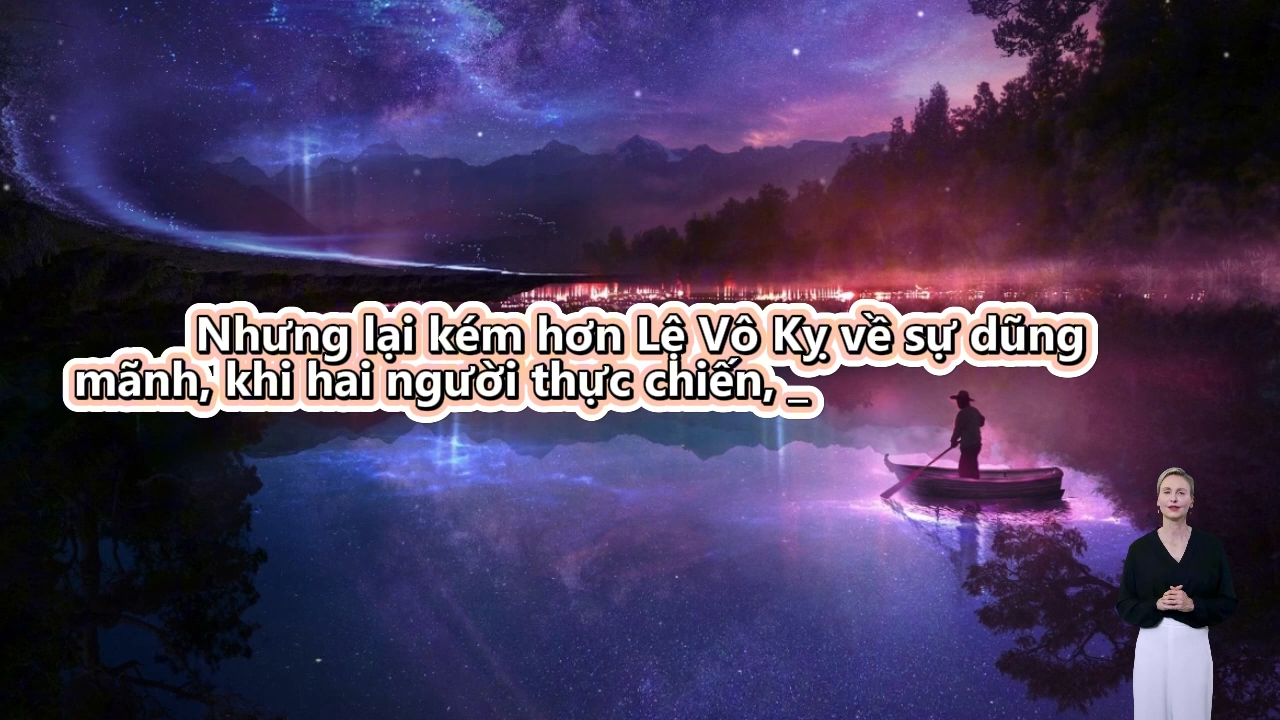 Nhưng lại kém hơn Lệ Vô Kỵ về sự dũng
mãnh, khi hai người thực chiến, _